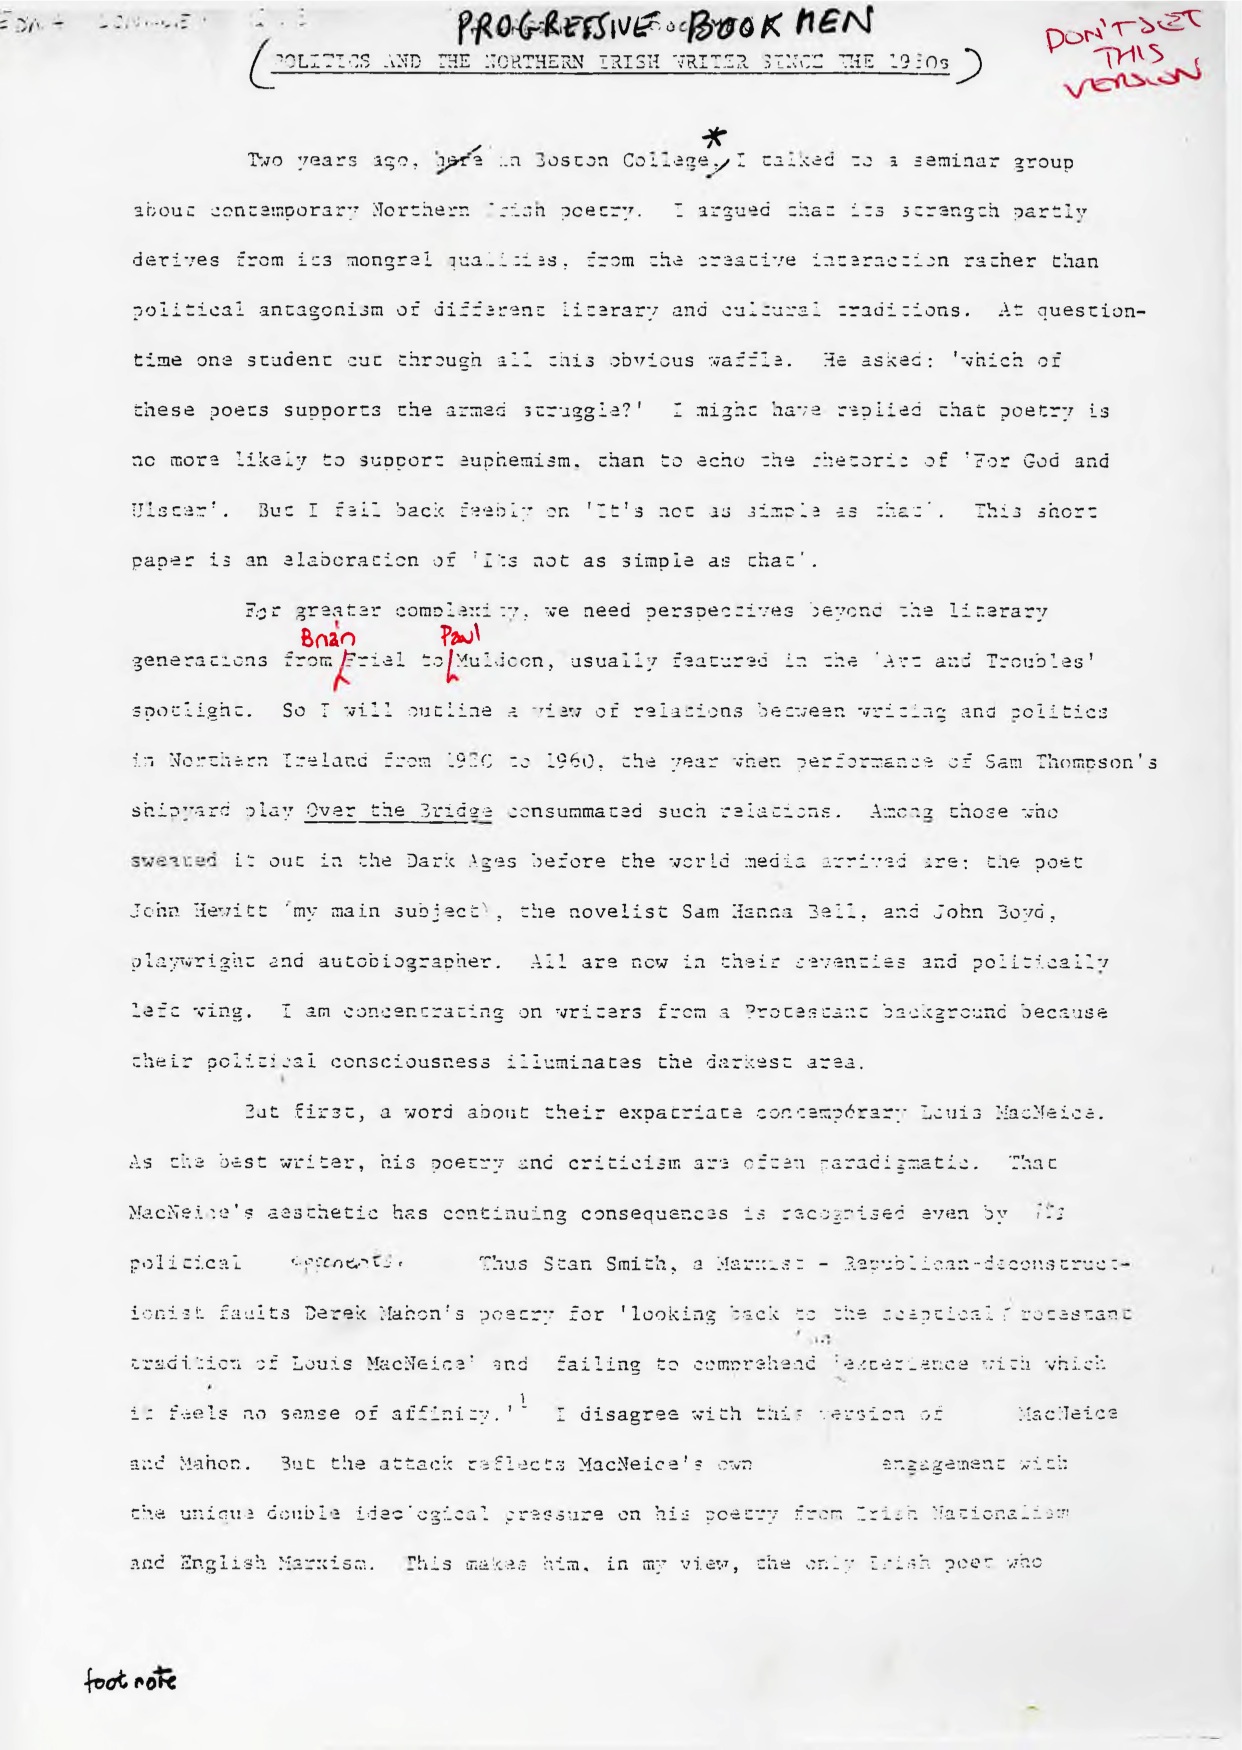 PROGRESSIVE BOOKMEN
DON'T SET
THIS
VERSION
(POLITICS AND THE NORTHERN IRISH WRITER SINCE THE 1930s)
*
Two years ago, here in Boston College, I talked to a seminar group
about contemporary Northern Irish poetry. I argued that its strength partly
derives from its mongrel qualities, from the creative interaction rather than
political antagonism of different literary and cultural traditions. At question-
time one student cut through all this obvious waffle. He asked: 'which of
these poets supports the armed struggle?' I might have replied that poetry is
no more likely to support euphemism, than to echo the rhetoric of 'For God and
Ulster'. But I fell back feebly on 'It's not as simple as that'. This short
paper is an elaboration of 'Its not as simple as that'.
For greater complexity, we need perspectives beyond the literary
Brian Paul
generations from Friel to Muldoon, usually featured in the 'Art and Troubles'
spotlight. So I will outline a view of relations between writing and politics
in Northern Ireland from 1930 to 1960, the year when performance of Sam Thompson's
shipyard play Over the Bridge consummated such relations. Among those who
sweated it out in the Dark Ages before the world media arrived are: the poet
John Hewitt (my main subject), the novelist Sam Hanna Bell, and John Boyd,
playwright and autobiographer. All are now in their seventies and politically
left wing. I am concentrating on writers from a Protestant background because
their political consciousness illuminates the darkest area.
But first, a word about their expatriate contemporary Louis MacNeice.
As the best writer, his poetry and criticism are often paradigmatic. That
MacNeice's aesthetic has continuing consequences is recognised even by its
political opponents. Thus Stan Smith, a Marxist - Republican-deconstruct-
ionist faults Derek Mahon's poetry for 'looking back to the sceptical Protestant
'an
tradition of Louis MacNeice' and failing to comprehend 'experience with which
it feels no sense of affinity.'1 I disagree with this version of MacNeice
and Mahon. But the attack reflects MacNeice's own engagement with
the unique double ideological pressure on his poetry from Irish Nationalism
and English Marxism. This makes him, in my view, the only Irish poet who
footnote